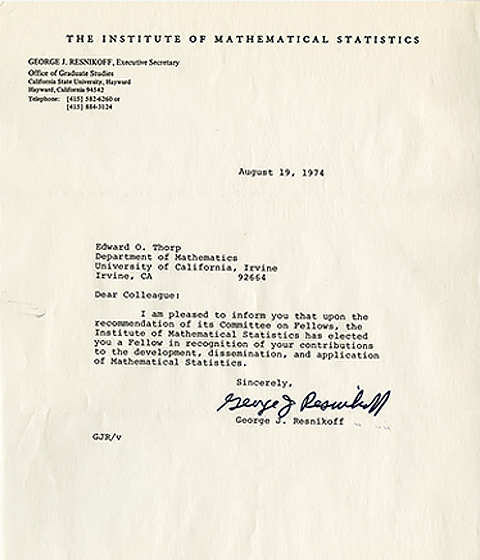 THE INSTITUTE OF MATHEMATICAL STATISTICS
GEORGE J. RESNIKOFF, Executive Secretary
Office of Graduate Studies
California State University, Hayward
Hayward, California 94542
Telephone: [415] 582-6260 or
[415] 884-3124
August 19, 1974
Edward O. Thorp
Department of Mathematics
University of California, Irvine
Irvine, CA 92664
Dear Colleague:
I am pleased to inform you that upon the
recommendation of its Committee on Fellows, the
Institute of Mathematical Statistics has elected
you a Fellow in recognition of your contributions
to the development, dissemination, and application
of Mathematical Statistics.
Sincerely,
George J Resnikoff
George J. Resnikoff
GJR/v